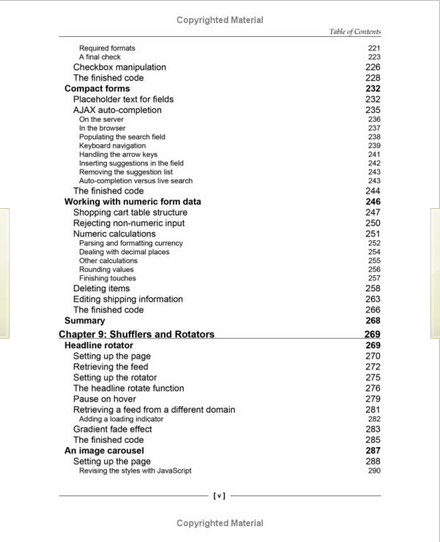 Copyrighted Material
Table of Contents
Required formats 221
A final check 223
Checkbox manipulation 226
The finished code 228
Compact forms 232
Placeholder text for fields 232
AJAX auto-completion 235
On the server 236
In the browser 237
Populating the search field 238
Keyboard navigation 239
Handling the arrow keys 241
Inserting suggestions in the field 242
Removing the suggestion list 243
Auto-completion versus live search 243
The finished code 244
Working with numeric form data 246
Shopping cart table structure 247
Rejecting non-numeric input 250
Numeric calculations 251
Parsing and formatting currency 252
Dealing with decimal places 254
Other calculations 255
Rounding values 256
Finishing touches 257
Deleting items 258
Editing shipping information 263
The finished code 266
Summary 268
Chapter 9: Shufflers and Rotators 269
Headline rotator 269
Setting up the page 270
Retrieving the feed 272
Setting up the rotator 275
The headline rotate function 276
Pause on hover 279
Retrieving a feed from a different domain 281
Adding a loading indicator 282
Gradient fade effect 283
The finished code 285
An image carousel 287
Setting up the page 288
Revising the styles with JavaScript 290
[ v ]
Copyrighted Material